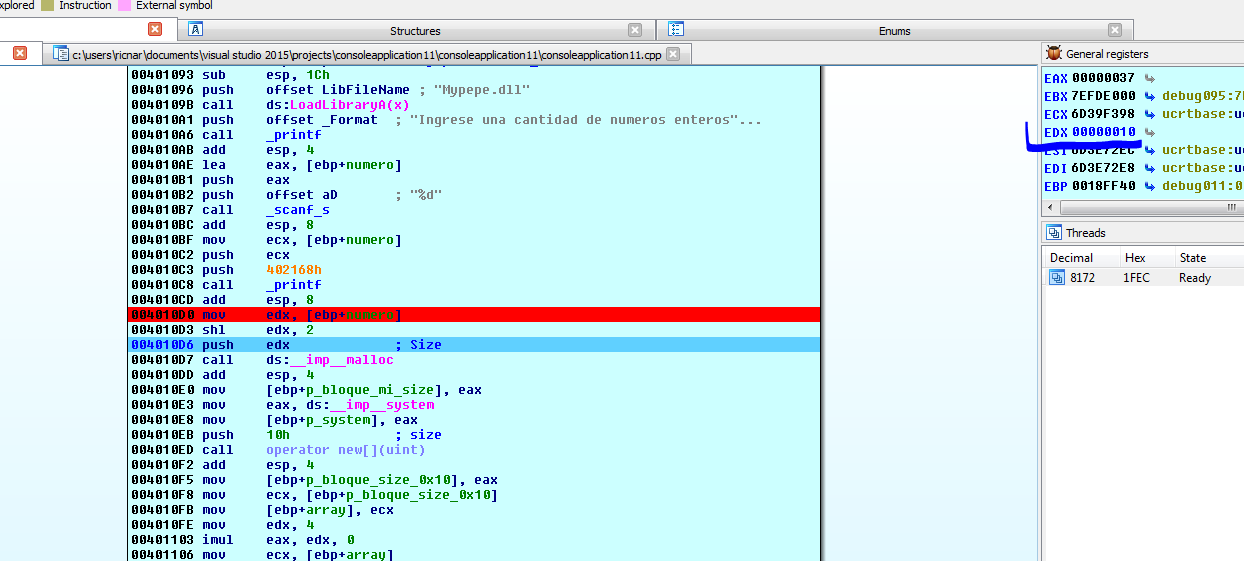 xplored Instruction External symbol
Structures Enums
c:\users\ricnar\documents\visual studio 2015\projects\consoleapplication11\consoleapplication11\consoleapplication11.cpp
General registers
00401093 sub esp, 1Ch
00401096 push offset LibFileName ; "Mypepe.dll"
0040109B call ds:LoadLibraryA(x)
004010A1 push offset _Format ; "Ingrese una cantidad de numeros enteros"...
004010A6 call _printf
004010AB add esp, 4
004010AE lea eax, [ebp+numero]
004010B1 push eax
004010B2 push offset aD ; "%d"
004010B7 call _scanf_s
004010BC add esp, 8
004010BF mov ecx, [ebp+numero]
004010C2 push ecx
004010C3 push 402168h
004010C8 call _printf
004010CD add esp, 8
004010D0 mov edx, [ebp+numero]
004010D3 shl edx, 2
004010D6 push edx ; Size
004010D7 call ds:__imp__malloc
004010DD add esp, 4
004010E0 mov [ebp+p_bloque_mi_size], eax
004010E3 mov eax, ds:__imp__system
004010E8 mov [ebp+p_system], eax
004010EB push 10h ; size
004010ED call operator new[](uint)
004010F2 add esp, 4
004010F5 mov [ebp+p_bloque_size_0x10], eax
004010F8 mov ecx, [ebp+p_bloque_size_0x10]
004010FB mov [ebp+array], ecx
004010FE mov edx, 4
00401103 imul eax, edx, 0
00401106 mov ecx, [ebp+array]
EAX 00000037
EBX 7EFDE000 debug095:7
ECX 6D39F398 ucrtbase:uc
EDX 00000010
ESI 6D3E72EC ucrtbase:uc
EDI 6D3E72E8 ucrtbase:uc
EBP 0018FF40 debug011:0
Threads
Decimal Hex State
8172 1FEC Ready